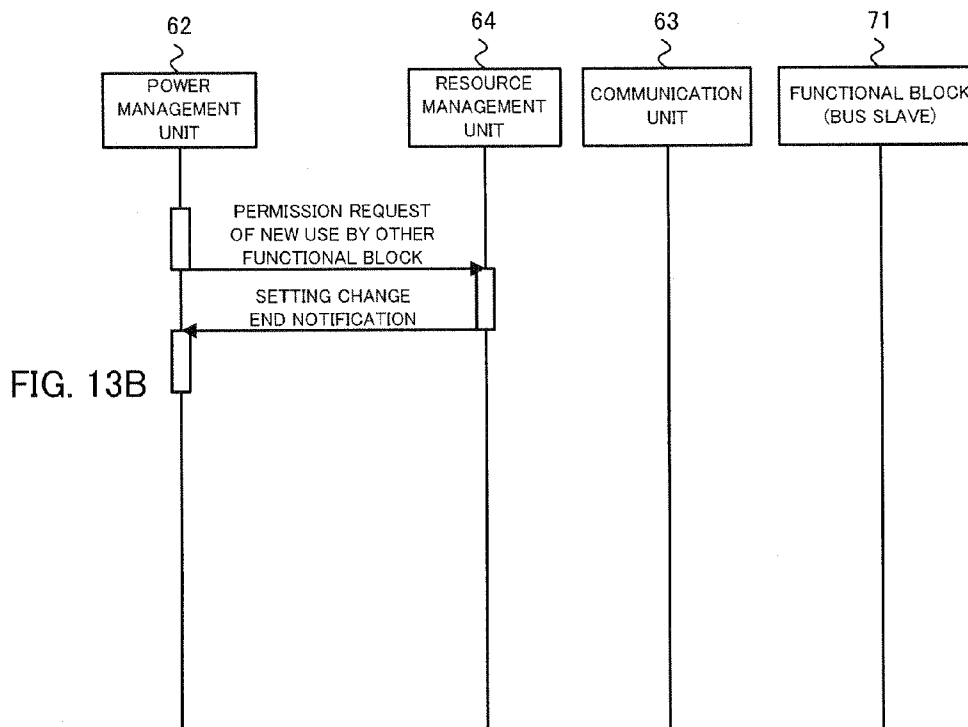 62
64
63
71
POWER
MANAGEMENT
UNIT
RESOURCE
MANAGEMENT
UNIT
COMMUNICATION
UNIT
FUNCTIONAL BLOCK
(BUS SLAVE)
PERMISSION REQUEST
OF NEW USE BY OTHER
FUNCTIONAL BLOCK
SETTING CHANGE
END NOTIFICATION
FIG. 13B